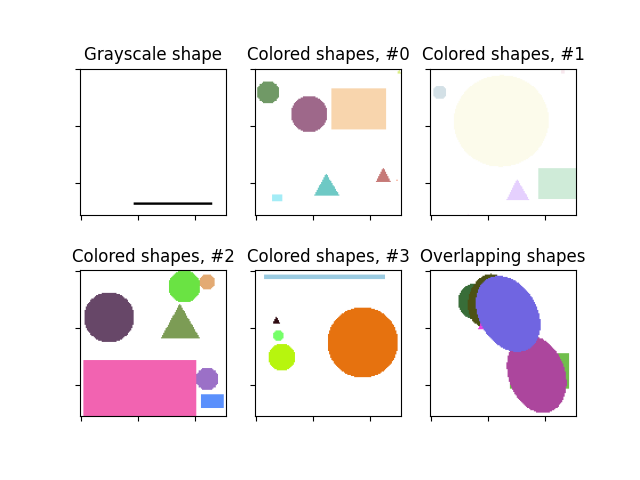 Grayscale shape
Colored shapes, #0
Colored shapes, #1
Colored shapes, #2
Colored shapes, #3
Overlapping shapes